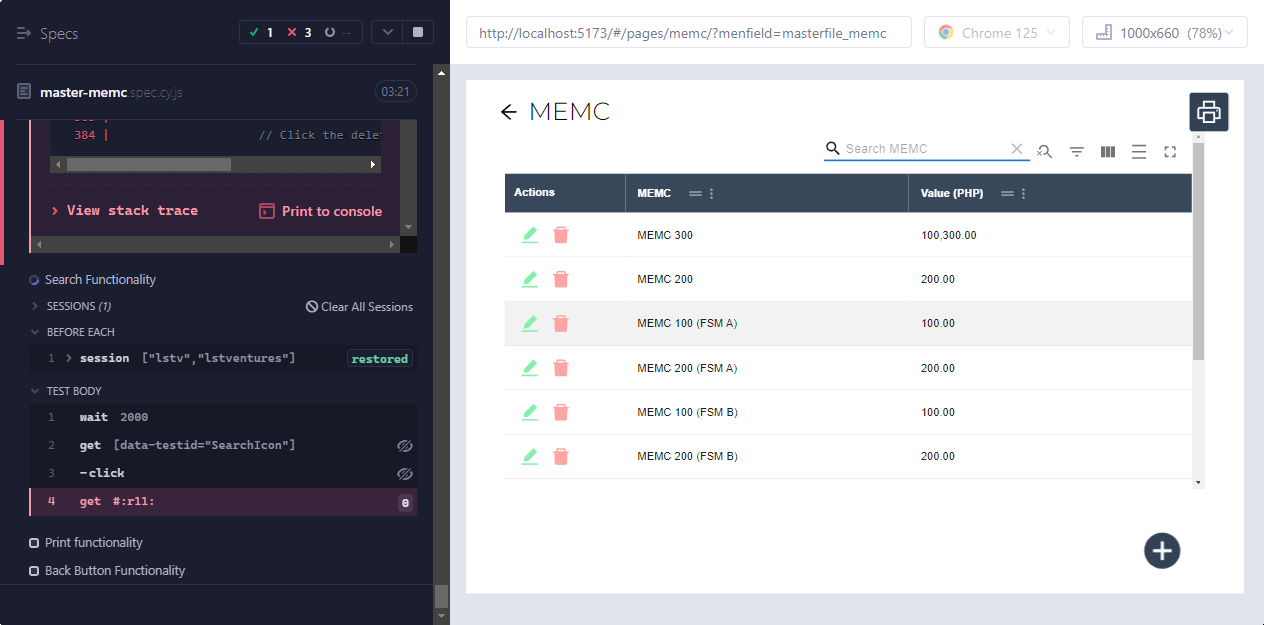 Specs
1 3 --
master-memc.spec.cy.js 03:21
384 | // Click the dele
View stack trace Print to console
Search Functionality
SESSIONS (1) Clear All Sessions
BEFORE EACH
1 session ["lstv","lstventures"] restored
TEST BODY
1 wait 2000
2 get [data-testid="SearchIcon"]
3 -click
4 get #:r11: 0
Print functionality
Back Button Functionality
http://localhost:5173/#/pages/memc/?menfield=masterfile_memc
Chrome 125
1000x660 (78%)
MEMC
Search MEMC
Actions MEMC Value (PHP)
MEMC 300 100,300.00
MEMC 200 200.00
MEMC 100 (FSM A) 100.00
MEMC 200 (FSM A) 200.00
MEMC 100 (FSM B) 100.00
MEMC 200 (FSM B) 200.00